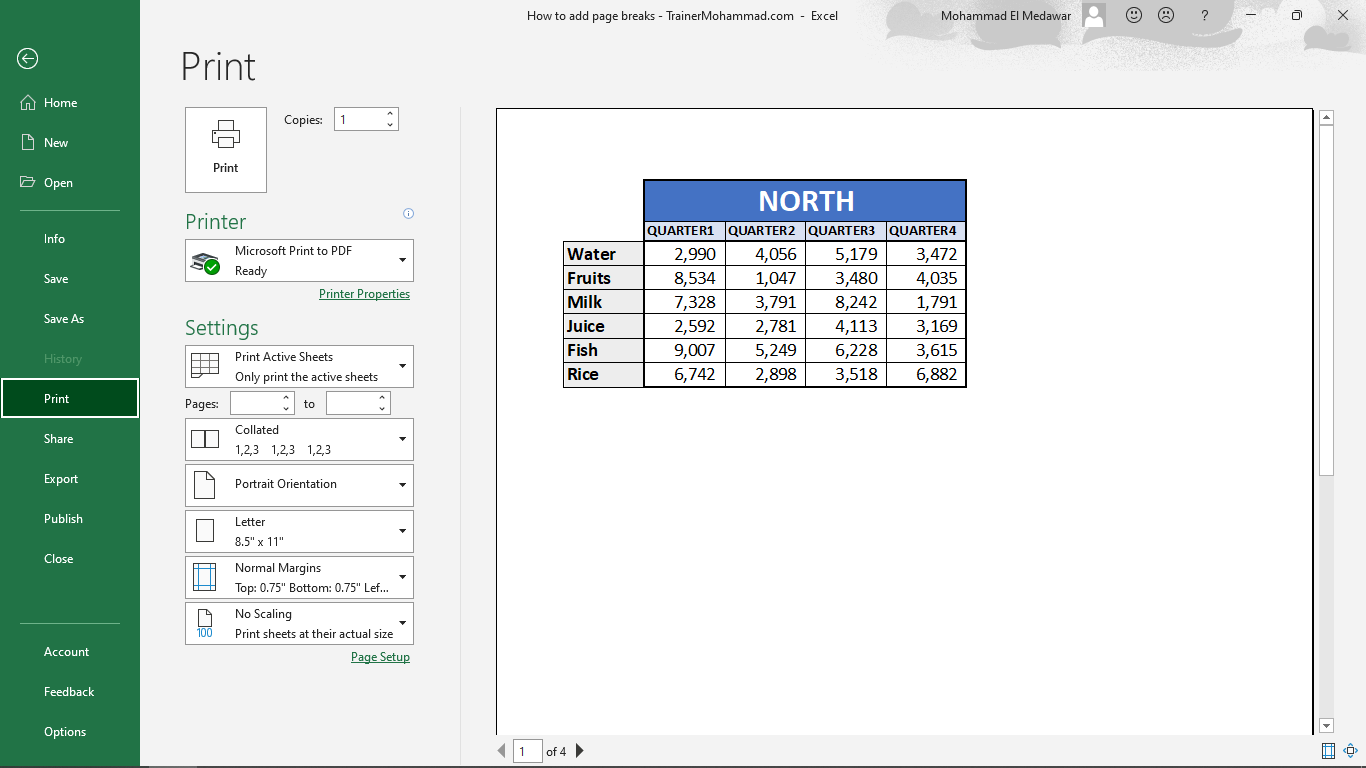 How to add page breaks - TrainerMohammad.com - Excel
Mohammad El Medawar
?
Home
New
Open
Info
Save
Save As
History
Print
Share
Export
Publish
Close
Account
Feedback
Options
Print
Print
Copies: 1
Printer
Microsoft Print to PDF
Ready
Printer Properties
Settings
Print Active Sheets
Only print the active sheets
Pages: to
Collated
1,2,3 1,2,3 1,2,3
Portrait Orientation
Letter
8.5" x 11"
Normal Margins
Top: 0.75" Bottom: 0.75" Lef...
No Scaling
100
Print sheets at their actual size
Page Setup
NORTH
QUARTER1 QUARTER2 QUARTER3 QUARTER4
Water 2,990 4,056 5,179 3,472
Fruits 8,534 1,047 3,480 4,035
Milk 7,328 3,791 8,242 1,791
Juice 2,592 2,781 4,113 3,169
Fish 9,007 5,249 6,228 3,615
Rice 6,742 2,898 3,518 6,882
1 of 4